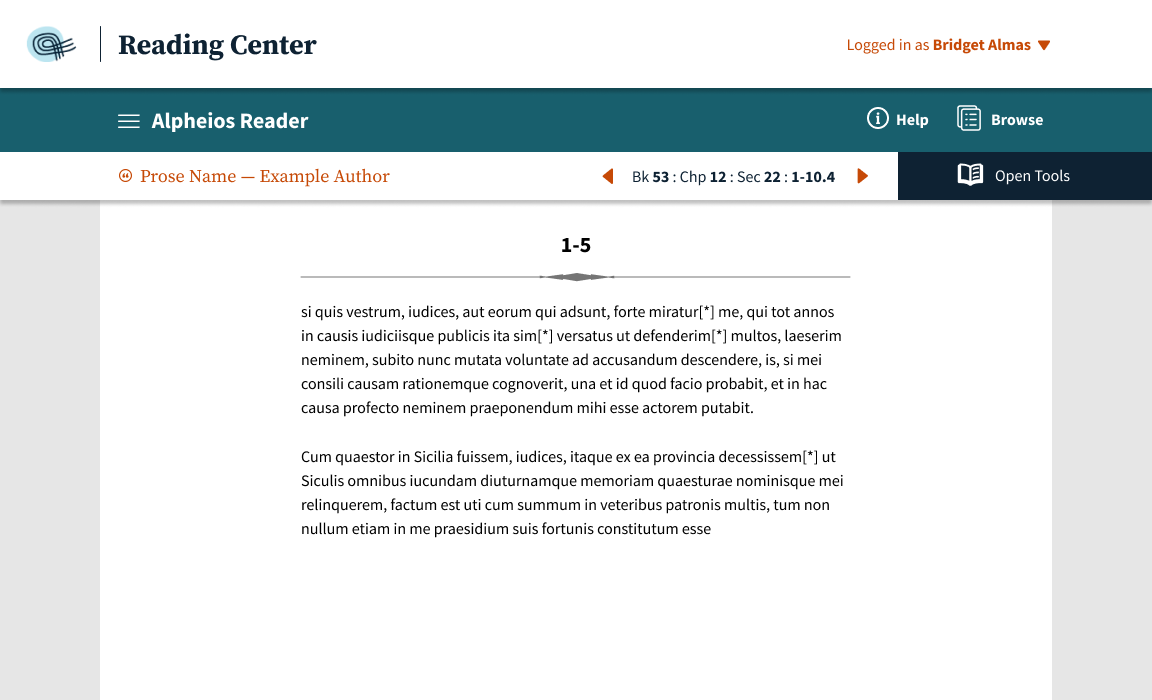 Reading Center
Logged in as Bridget Almas
Alpheios Reader
Help
Browse
Prose Name — Example Author
Bk 53 : Chp 12 : Sec 22 : 1-10.4
Open Tools
1-5
si quis vestrum, iudices, aut eorum qui adsunt, forte miratur[*] me, qui tot annos
in causis iudiciisque publicis ita sim[*] versatus ut defenderim[*] multos, laeserim
neminem, subito nunc mutata voluntate ad accusandum descendere, is, si mei
consili causam rationemque cognoverit, una et id quod facio probabit, et in hac
causa profecto neminem praeponendum mihi esse actorem putabit.
Cum quaestor in Sicilia fuissem, iudices, itaque ex ea provincia decessissem[*] ut
Siculis omnibus iucundam diuturnamque memoriam quaesturae nominisque mei
relinquerem, factum est uti cum summum in veteribus patronis multis, tum non
nullum etiam in me praesidium suis fortunis constitutum esse